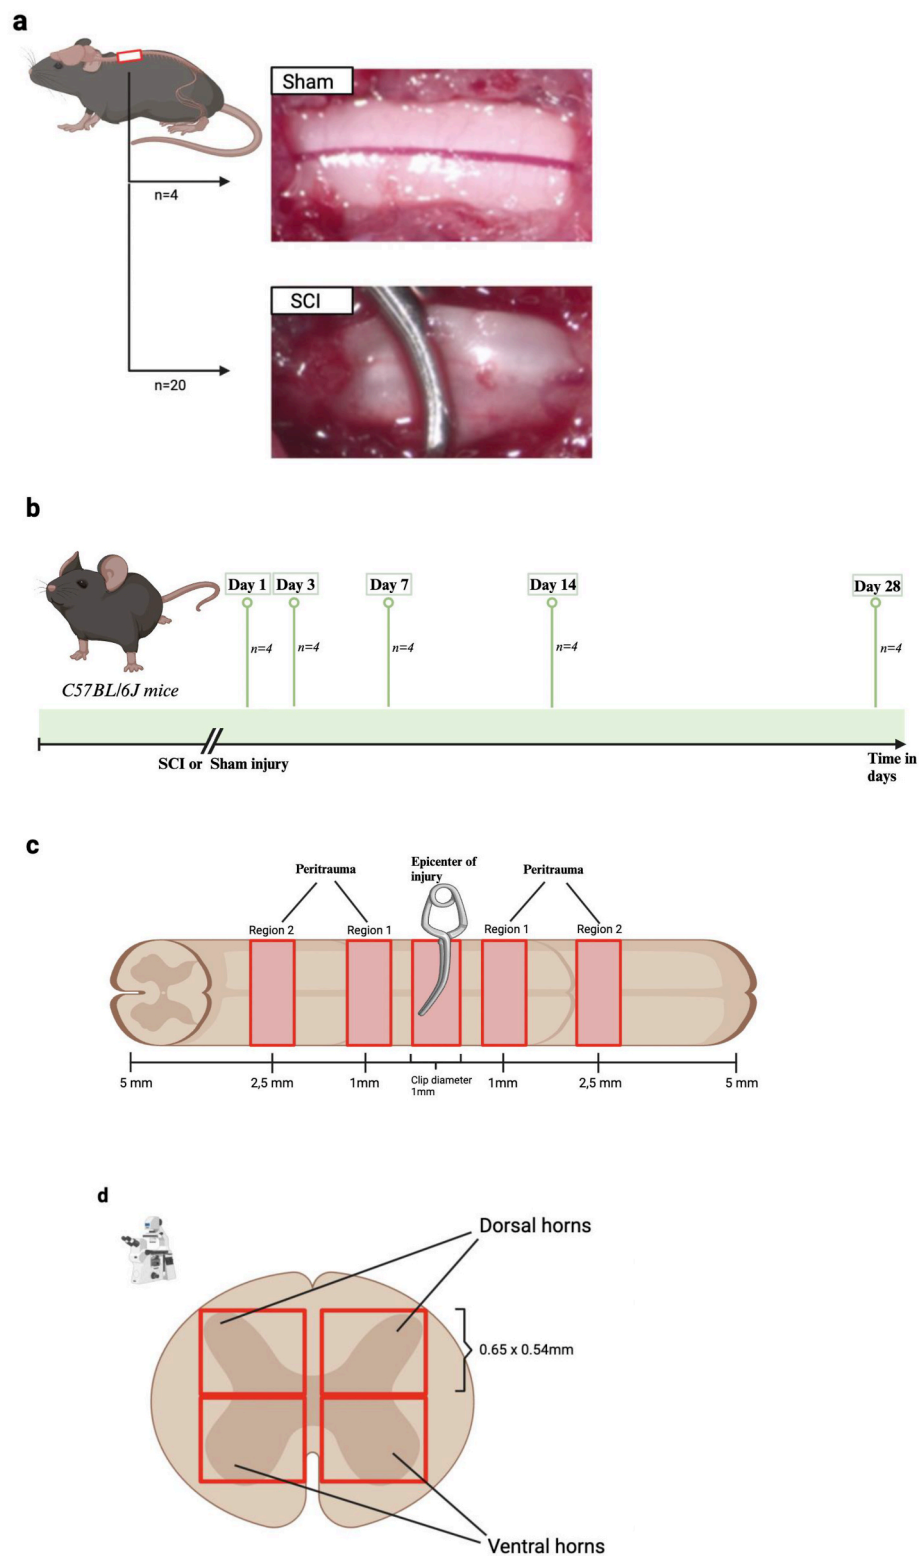 a
Sham
n=4
SCI
n=20
b
Day 1
Day 3
Day 7
Day 14
Day 28
n=4
n=4
n=4
n=4
n=4
C57BL/6J mice
SCI or Sham injury
Time in
days
c
Peritrauma
Epicenter of
injury
Peritrauma
Region 2
Region 1
Region 1
Region 2
5 mm
2,5 mm
1mm
Clip diameter
1mm
1mm
2,5 mm
5 mm
d
Dorsal horns
0.65 x 0.54mm
Ventral horns